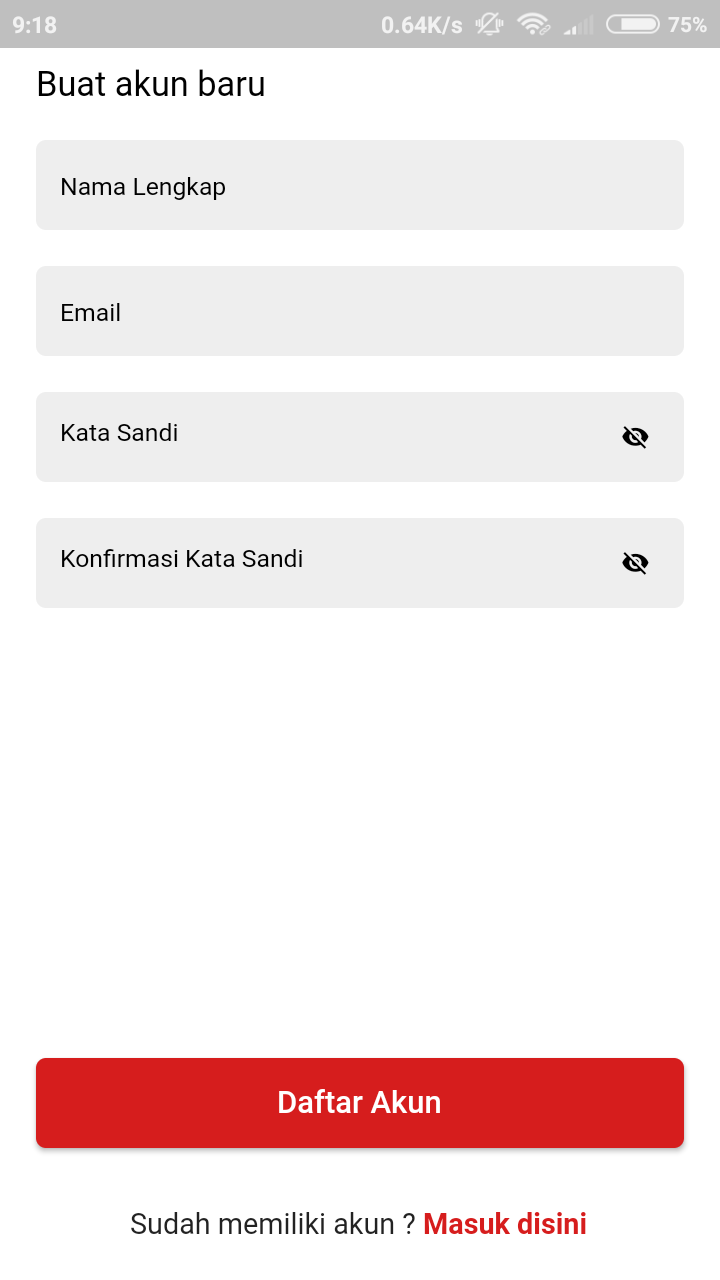 9:18 0.64K/s 75%
Buat akun baru
Nama Lengkap
Email
Kata Sandi
Konfirmasi Kata Sandi
Daftar Akun
Sudah memiliki akun ? Masuk disini